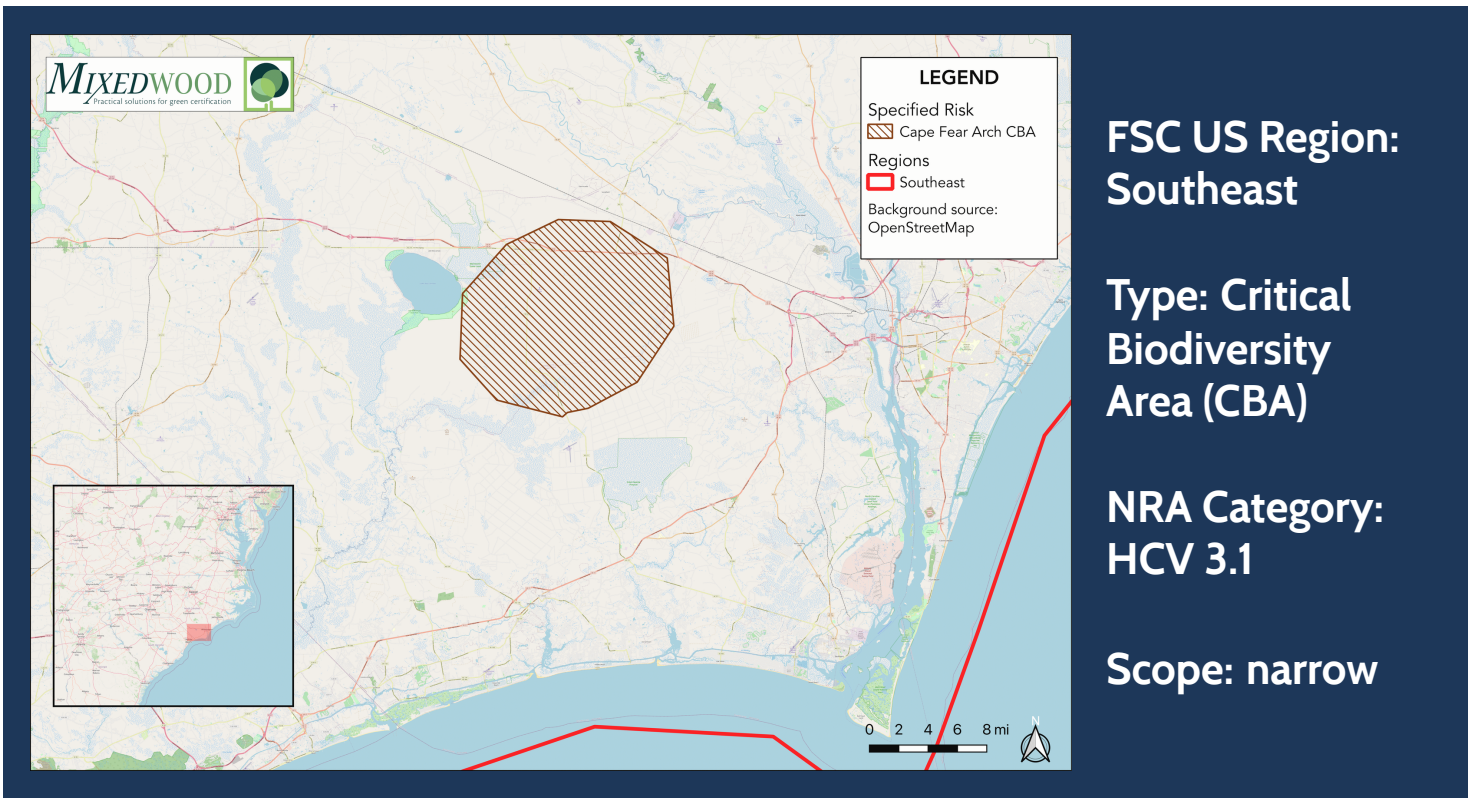 MIXEDWOOD
Practical solutions for green certification
LEGEND
Specified Risk
Cape Fear Arch CBA
Regions
Southeast
Background source:
OpenStreetMap
0 2 4 6 8 mi
N
FSC US Region:
Southeast
Type: Critical
Biodiversity
Area (CBA)
NRA Category:
HCV 3.1
Scope: narrow